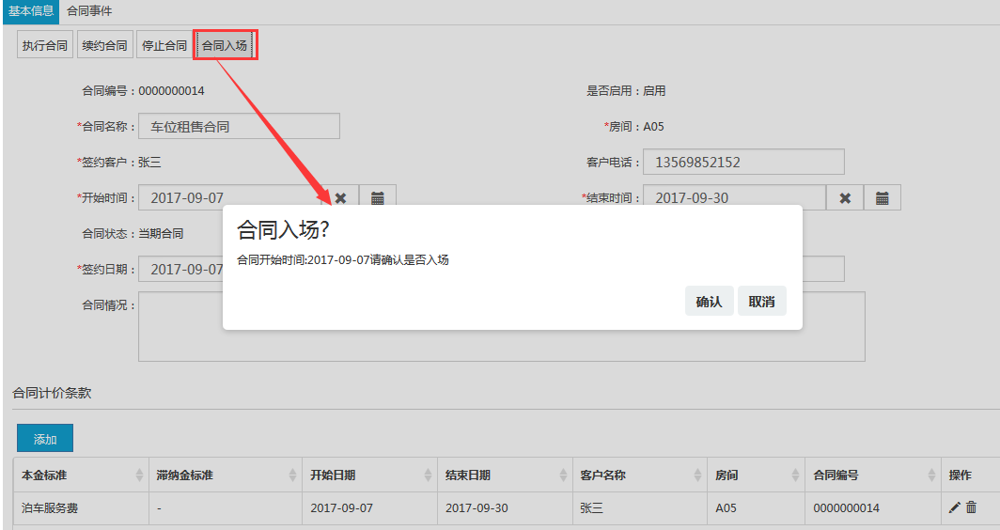 基本信息 合同事件
执行合同 续约合同 停止合同 合同入场
合同编号：0000000014 是否启用：启用
*合同名称： 车位租售合同 *房间：A05
*签约客户：张三 客户电话： 13569852152
*开始时间： 2017-09-07 *结束时间： 2017-09-30
合同状态：当期合同
*签约日期： 2017-09-07
合同情况：
合同入场?
合同开始时间:2017-09-07请确认是否入场
确认 取消
合同计价条款
添加
本金标准 滞纳金标准 开始日期 结束日期 客户名称 房间 合同编号 操作
泊车服务费 - 2017-09-07 2017-09-30 张三 A05 0000000014